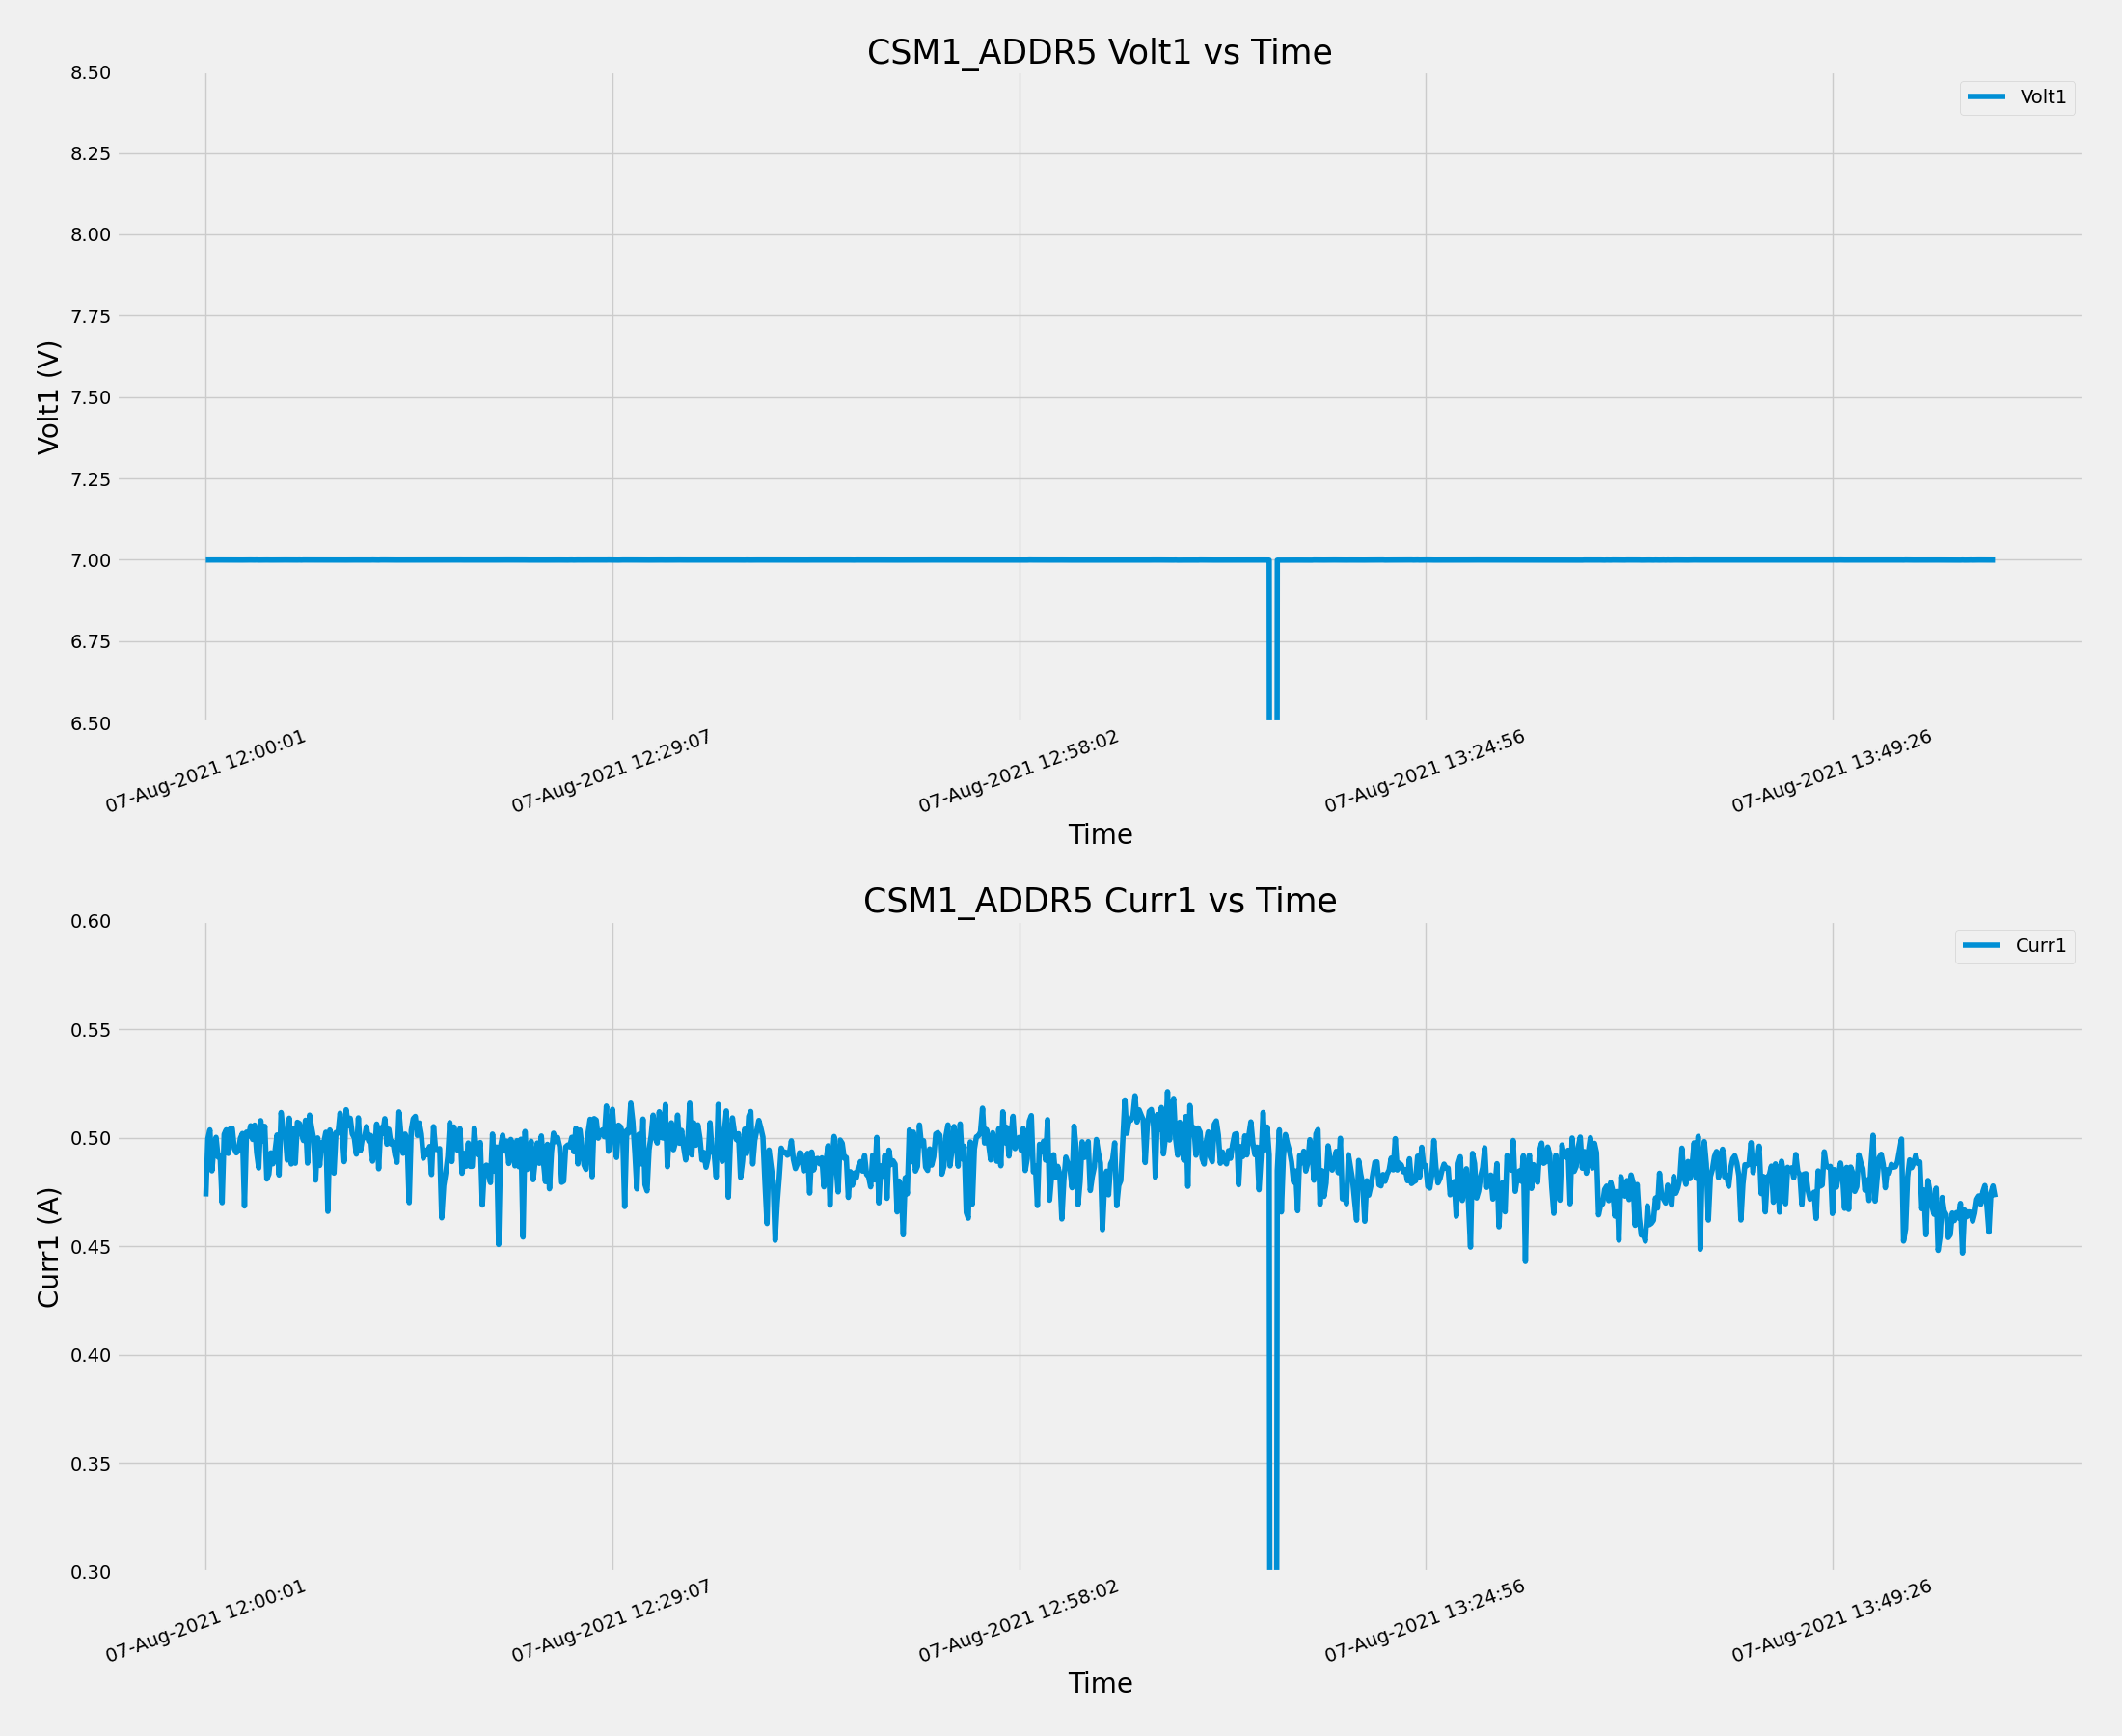 CSM1_ADDR5 Volt1 vs Time
8.50
Volt1
8.25
8.00
7.75
7.50
7.25
7.00
6.75
6.50
Volt1 (V)
07-Aug-2021 12:00:01
07-Aug-2021 12:29:07
07-Aug-2021 12:58:02
07-Aug-2021 13:24:56
07-Aug-2021 13:49:26
Time
CSM1_ADDR5 Curr1 vs Time
0.60
Curr1
0.55
0.50
0.45
0.40
0.35
0.30
Curr1 (A)
07-Aug-2021 12:00:01
07-Aug-2021 12:29:07
07-Aug-2021 12:58:02
07-Aug-2021 13:24:56
07-Aug-2021 13:49:26
Time